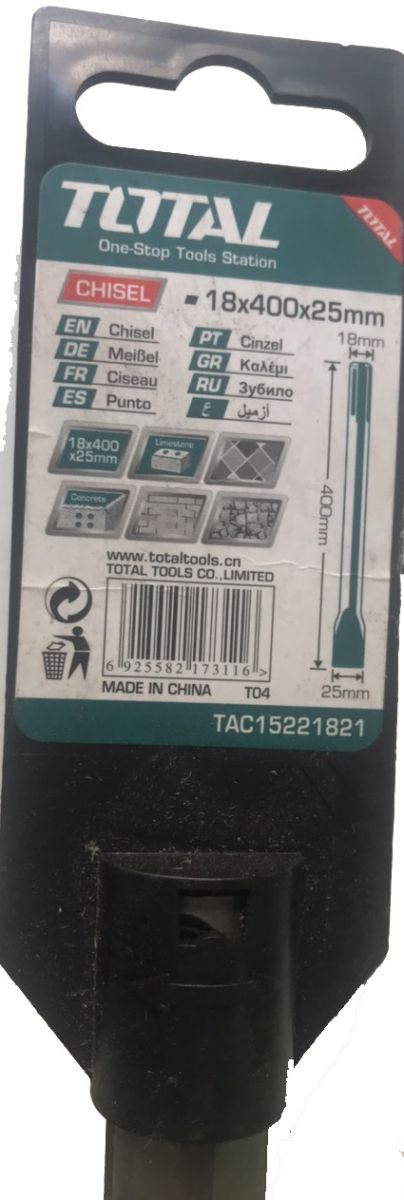 TOTAL
One-Stop Tools Station
TOTAL
CHISEL
18x400x25mm
EN Chisel
DE Meißel
FR Ciseau
ES Punto
PT Cinzel
GR Καλέμι
RU Зубило
ع أزميل
18mm
400mm
25mm
18x400
x25mm
Limestone
Concrete
www.totaltools.cn
TOTAL TOOLS CO.,LIMITED
6 925582 173116 >
MADE IN CHINA T04
TAC15221821